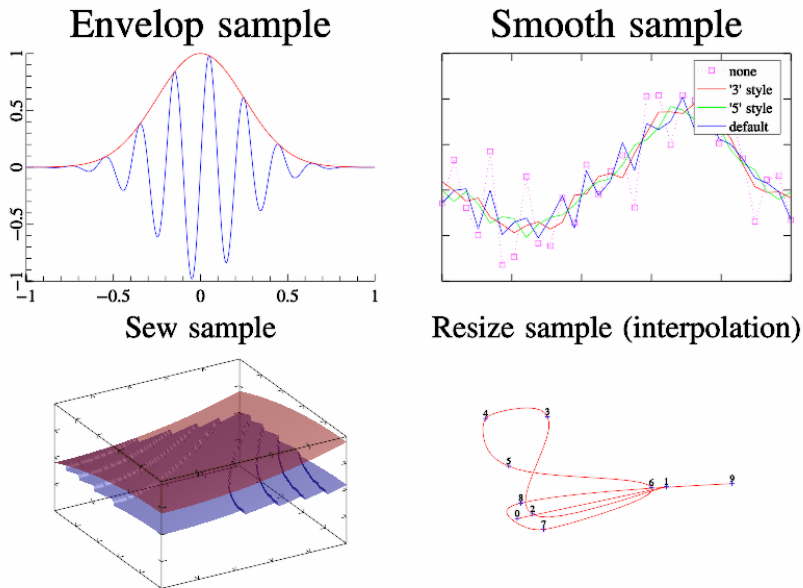 Envelop sample
Smooth sample
1
0.5
0
−0.5
−1
−1
−0.5
0
0.5
1
none
'3' style
'5' style
default
Sew sample
Resize sample (interpolation)
4
3
5
6
1
9
8
0
2
7